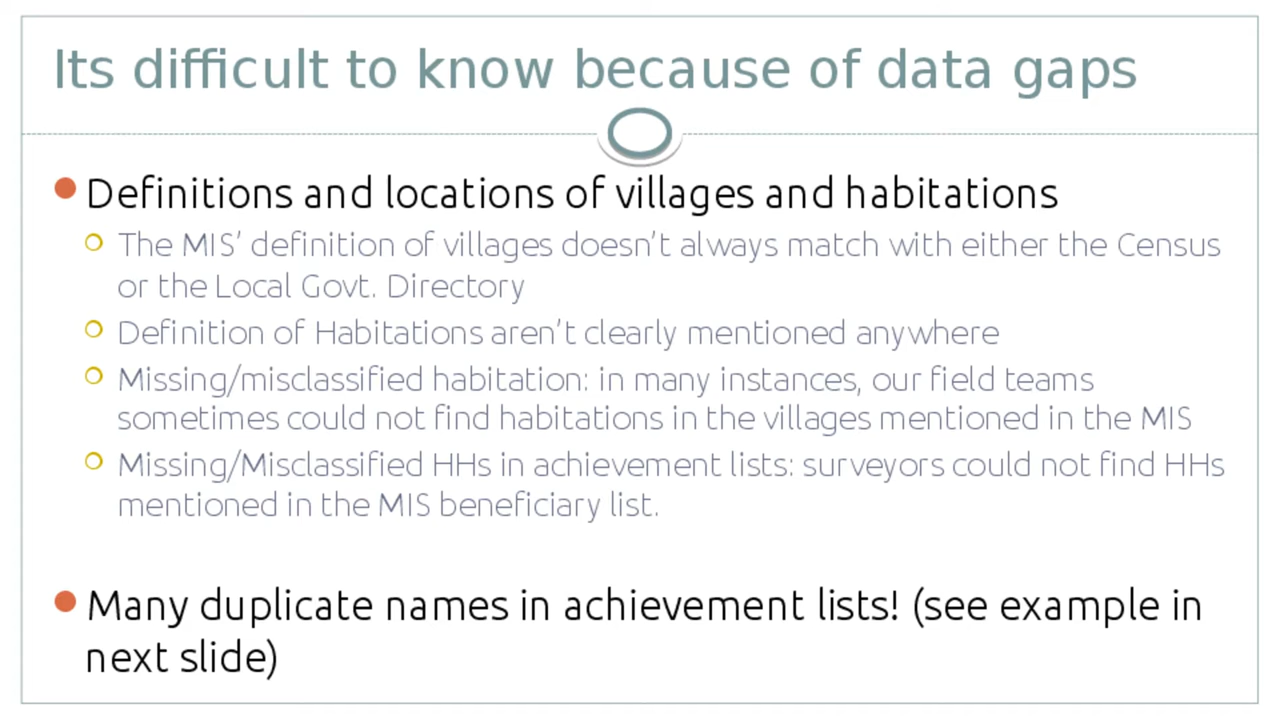 Its difficult to know because of data gaps
Definitions and locations of villages and habitations
The MIS’ definition of villages doesn’t always match with either the Census
or the Local Govt. Directory
Definition of Habitations aren’t clearly mentioned anywhere
Missing/misclassified habitation: in many instances, our field teams
sometimes could not find habitations in the villages mentioned in the MIS
Missing/Misclassified HHs in achievement lists: surveyors could not find HHs
mentioned in the MIS beneficiary list.
Many duplicate names in achievement lists! (see example in
next slide)